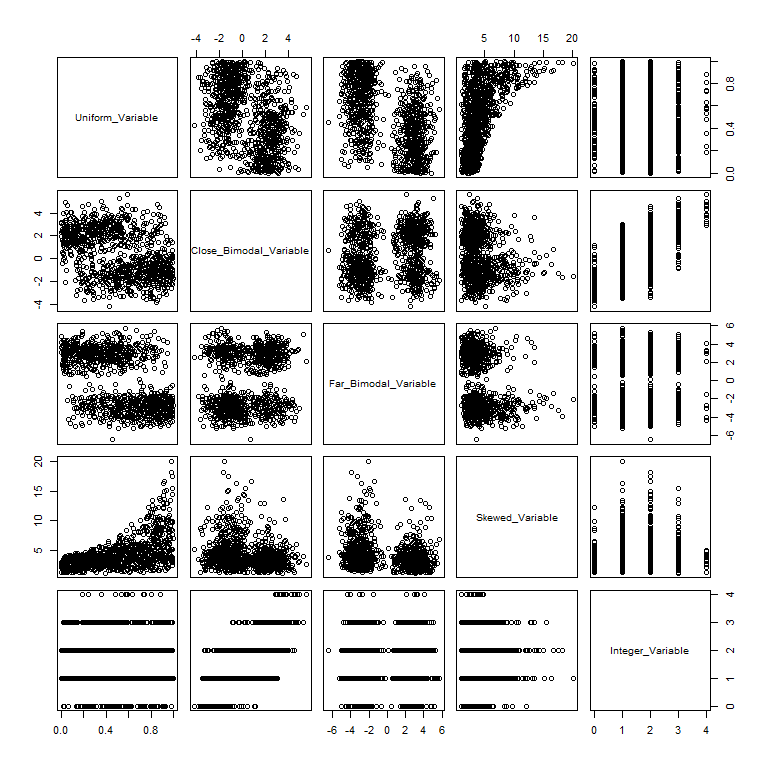 -4 -2 0 2 4 5 10 15 20
Uniform_Variable 0.0 0.4 0.8
-4 -2 0 2 4 Close_Bimodal_Variable
Far_Bimodal_Variable -6 -4 -2 0 2 4 6
5 10 15 20 Skewed_Variable
Integer_Variable 0 1 2 3 4
0.0 0.4 0.8 -6 -4 -2 0 2 4 6 0 1 2 3 4